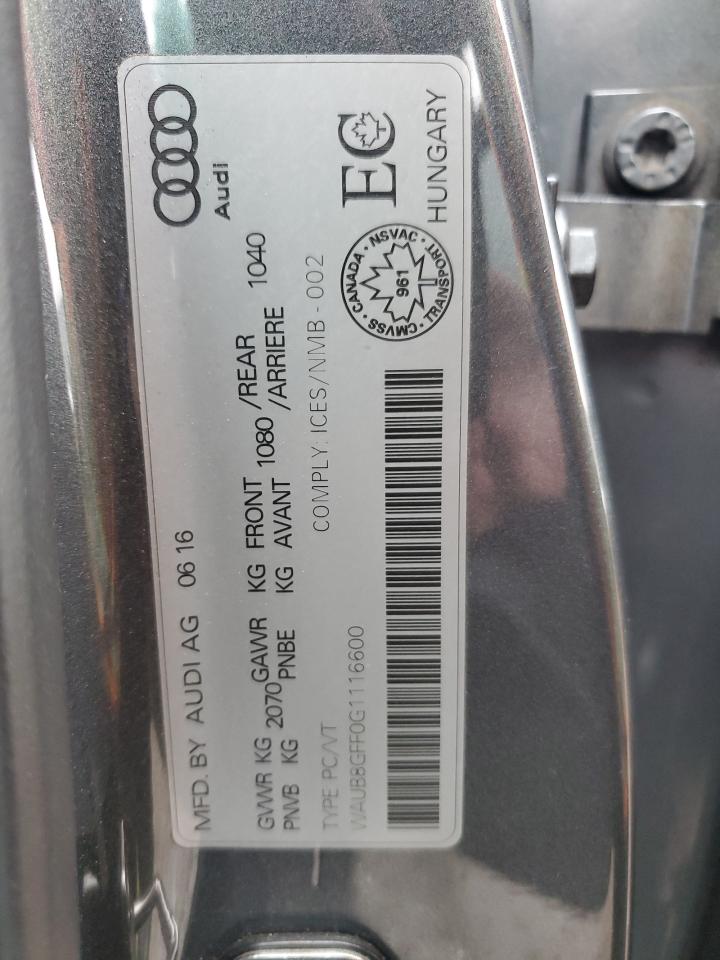 Audi
MFD. BY AUDI AG 06 16
GVWR KG 2070 GAWR KG FRONT 1080 /REAR 1040
PNVB KG PNBE KG AVANT /ARRIERE
TYPE PC/VT COMPLY: ICES/NMB - 002
WAUB8GFF0G1116600
CMVSS · CANADA · NSVAC · TRANSPORT ·
961
EC
HUNGARY